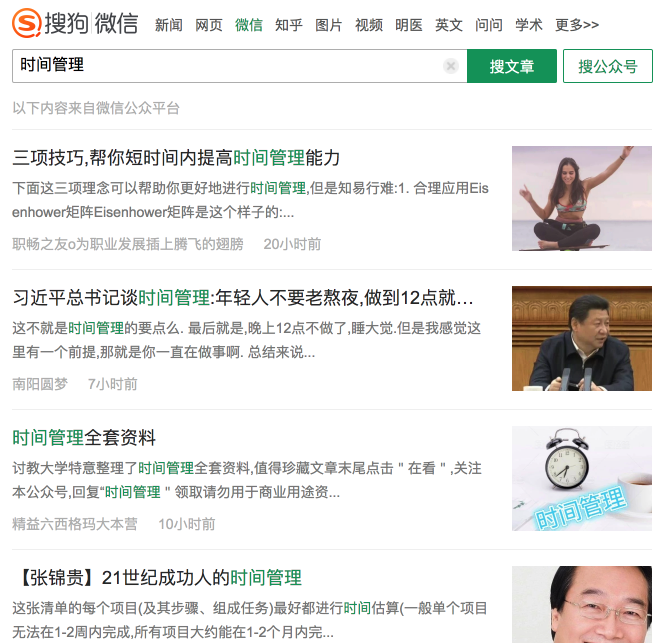 搜狗 微信 新闻 网页 微信 知乎 图片 视频 明医 英文 问问 学术 更多>>
时间管理 搜文章 搜公众号
以下内容来自微信公众平台
三项技巧,帮你短时间内提高时间管理能力
下面这三项理念可以帮助你更好地进行时间管理,但是知易行难:1. 合理应用Eis
enhower矩阵Eisenhower矩阵是这个样子的:...
职畅之友o为职业发展插上腾飞的翅膀 20小时前
习近平总书记谈时间管理:年轻人不要老熬夜,做到12点就...
这不就是时间管理的要点么. 最后就是,晚上12点不做了,睡大觉.但是我感觉这
里有一个前提,那就是你一直在做事啊. 总结来说...
南阳圆梦 7小时前
时间管理全套资料
讨教大学特意整理了时间管理全套资料,值得珍藏文章末尾点击＂在看＂,关注
本公众号,回复“时间管理＂领取请勿用于商业用途资...
精益六西格玛大本营 10小时前
时间管理
【张锦贵】21世纪成功人的时间管理
这张清单的每个项目(及其步骤、组成任务)最好都进行时间估算(一般单个项目
无法在1-2周内完成,所有项目大约能在1-2个月内完...